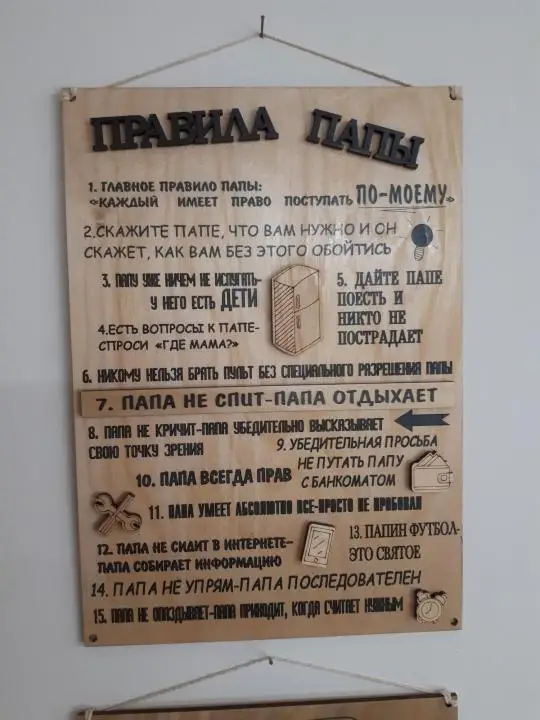 ПРАВИЛА ПАПЫ
1. ГЛАВНОЕ ПРАВИЛО ПАПЫ:
«КАЖДЫЙ ИМЕЕТ ПРАВО ПОСТУПАТЬ ПО-МОЕМУ»
2.СКАЖИТЕ ПАПЕ, ЧТО ВАМ НУЖНО И ОН
СКАЖЕТ, КАК ВАМ БЕЗ ЭТОГО ОБОЙТИСЬ
3. ПАПУ УЖЕ НИЧЕМ НЕ ИСПУГАТЬ-
У НЕГО ЕСТЬ ДЕТИ
4.ЕСТЬ ВОПРОСЫ К ПАПЕ-
СПРОСИ «ГДЕ МАМА?»
5. ДАЙТЕ ПАПЕ
ПОЕСТЬ И
НИКТО НЕ
ПОСТРАДАЕТ
6. НИКОМУ НЕЛЬЗЯ БРАТЬ ПУЛЬТ БЕЗ СПЕЦИАЛЬНОГО РАЗРЕШЕНИЯ ПАПЫ
7. ПАПА НЕ СПИТ-ПАПА ОТДЫХАЕТ
8. ПАПА НЕ КРИЧИТ-ПАПА УБЕДИТЕЛЬНО ВЫСКАЗЫВАЕТ
СВОЮ ТОЧКУ ЗРЕНИЯ
9. УБЕДИТЕЛЬНАЯ ПРОСЬБА
НЕ ПУТАТЬ ПАПУ
С БАНКОМАТОМ
10. ПАПА ВСЕГДА ПРАВ
11. ПАПА УМЕЕТ АБСОЛЮТНО ВСЕ-ПРОСТО НЕ ПРОБОВАЛ
12. ПАПА НЕ СИДИТ В ИНТЕРНЕТЕ-
ПАПА СОБИРАЕТ ИНФОРМАЦИЮ
13. ПАПИН ФУТБОЛ-
ЭТО СВЯТОЕ
14. ПАПА НЕ УПРЯМ-ПАПА ПОСЛЕДОВАТЕЛЕН
15. ПАПА НЕ ОПАЗДЫВАЕТ-ПАПА ПРИХОДИТ, КОГДА СЧИТАЕТ НУЖНЫМ